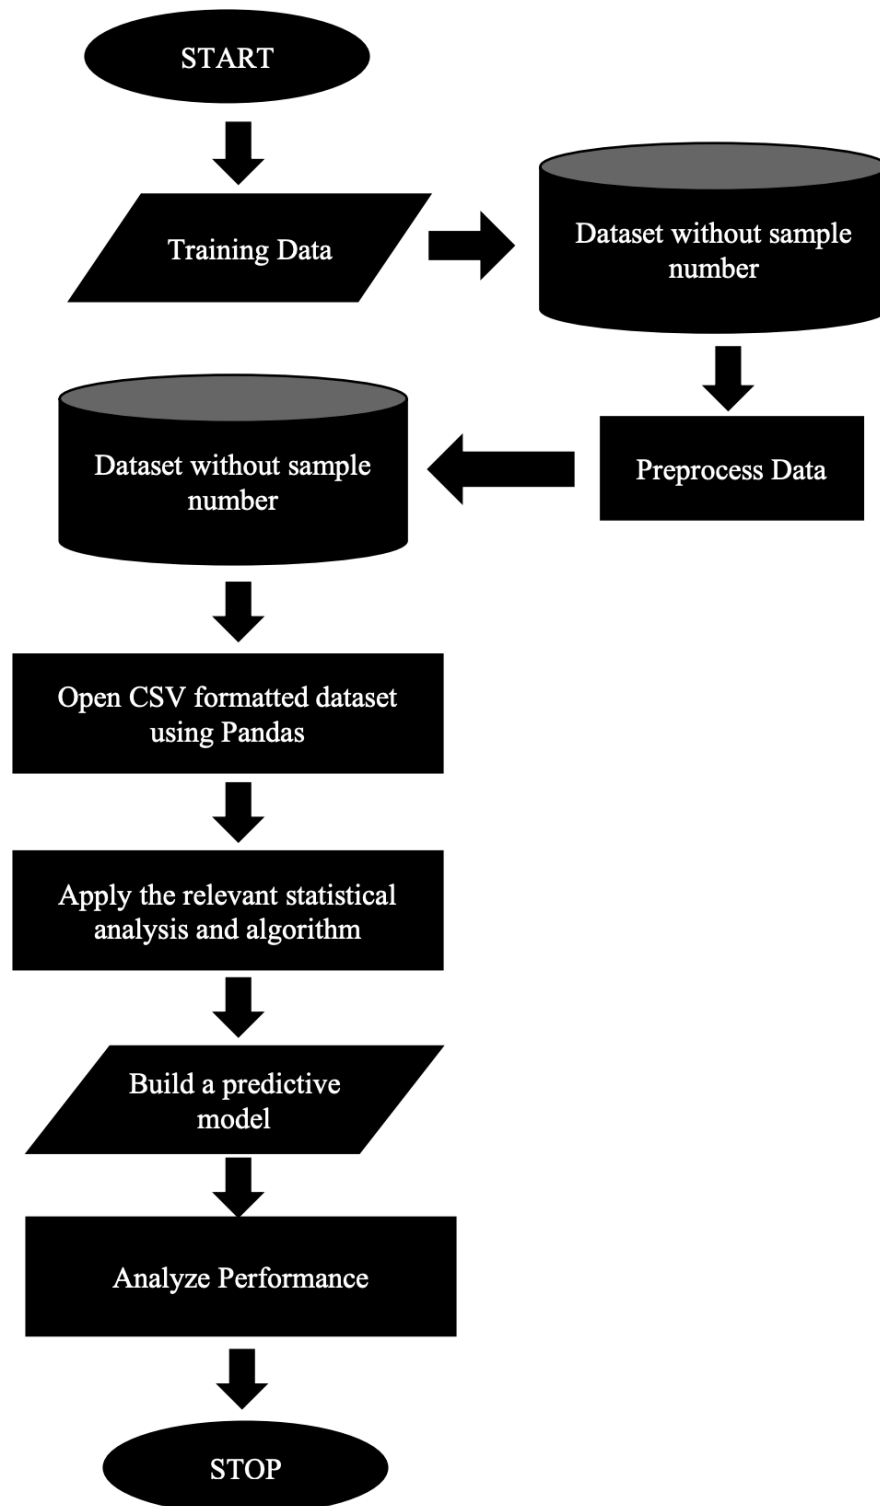 START
Training Data
Dataset without sample
number
Preprocess Data
Dataset without sample
number
Open CSV formatted dataset
using Pandas
Apply the relevant statistical
analysis and algorithm
Build a predictive
model
Analyze Performance
STOP